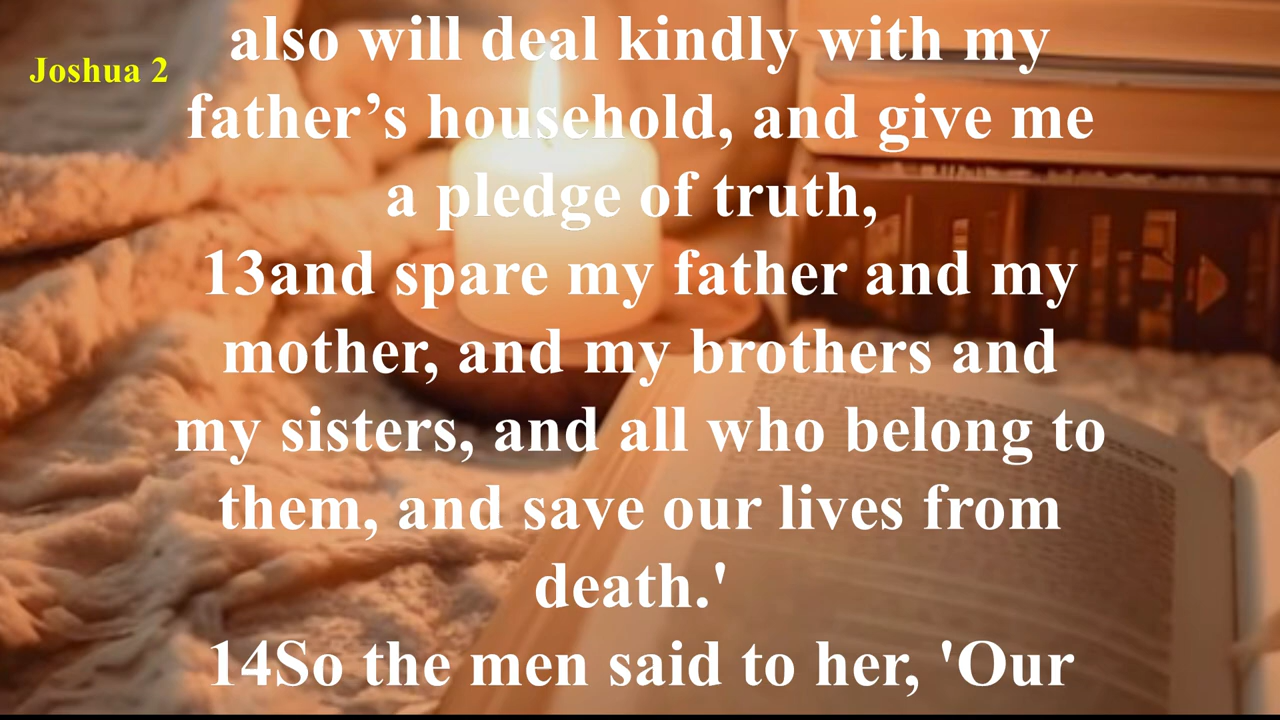 Joshua 2
also will deal kindly with my
father’s household, and give me
a pledge of truth,
13and spare my father and my
mother, and my brothers and
my sisters, and all who belong to
them, and save our lives from
death.'
14So the men said to her, 'Our